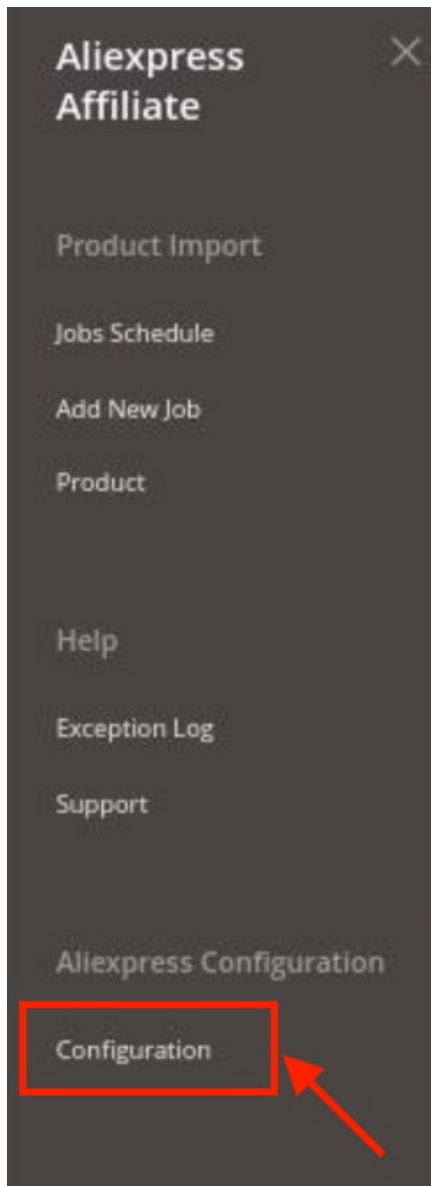 Aliexpress
Affiliate
Product Import
Jobs Schedule
Add New Job
Product
Help
Exception Log
Support
Aliexpress Configuration
Configuration